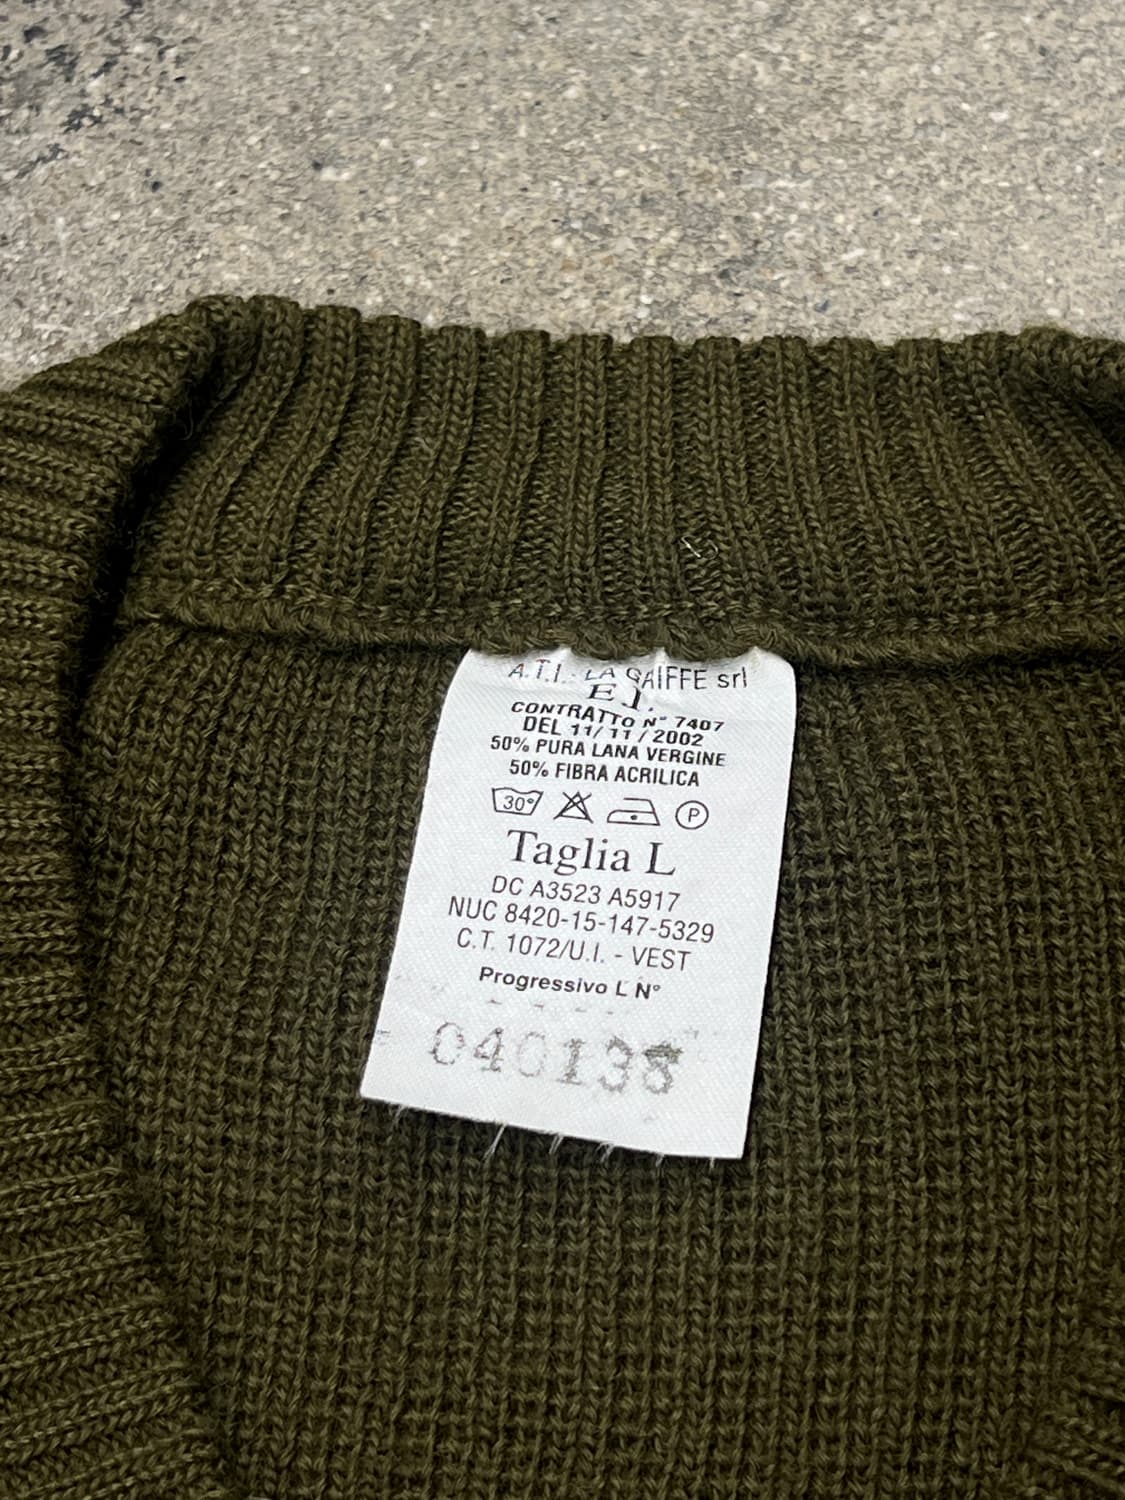 A.T.I. LA GAIFFE srl
E.I.
CONTRATTO N° 7407
DEL 11/11/2002
50% PURA LANA VERGINE
50% FIBRA ACRILICA
30° P
Taglia L
DC A3523 A5917
NUC 8420-15-147-5329
C.T. 1072/U.I. - VEST
Progressivo L N°
040138